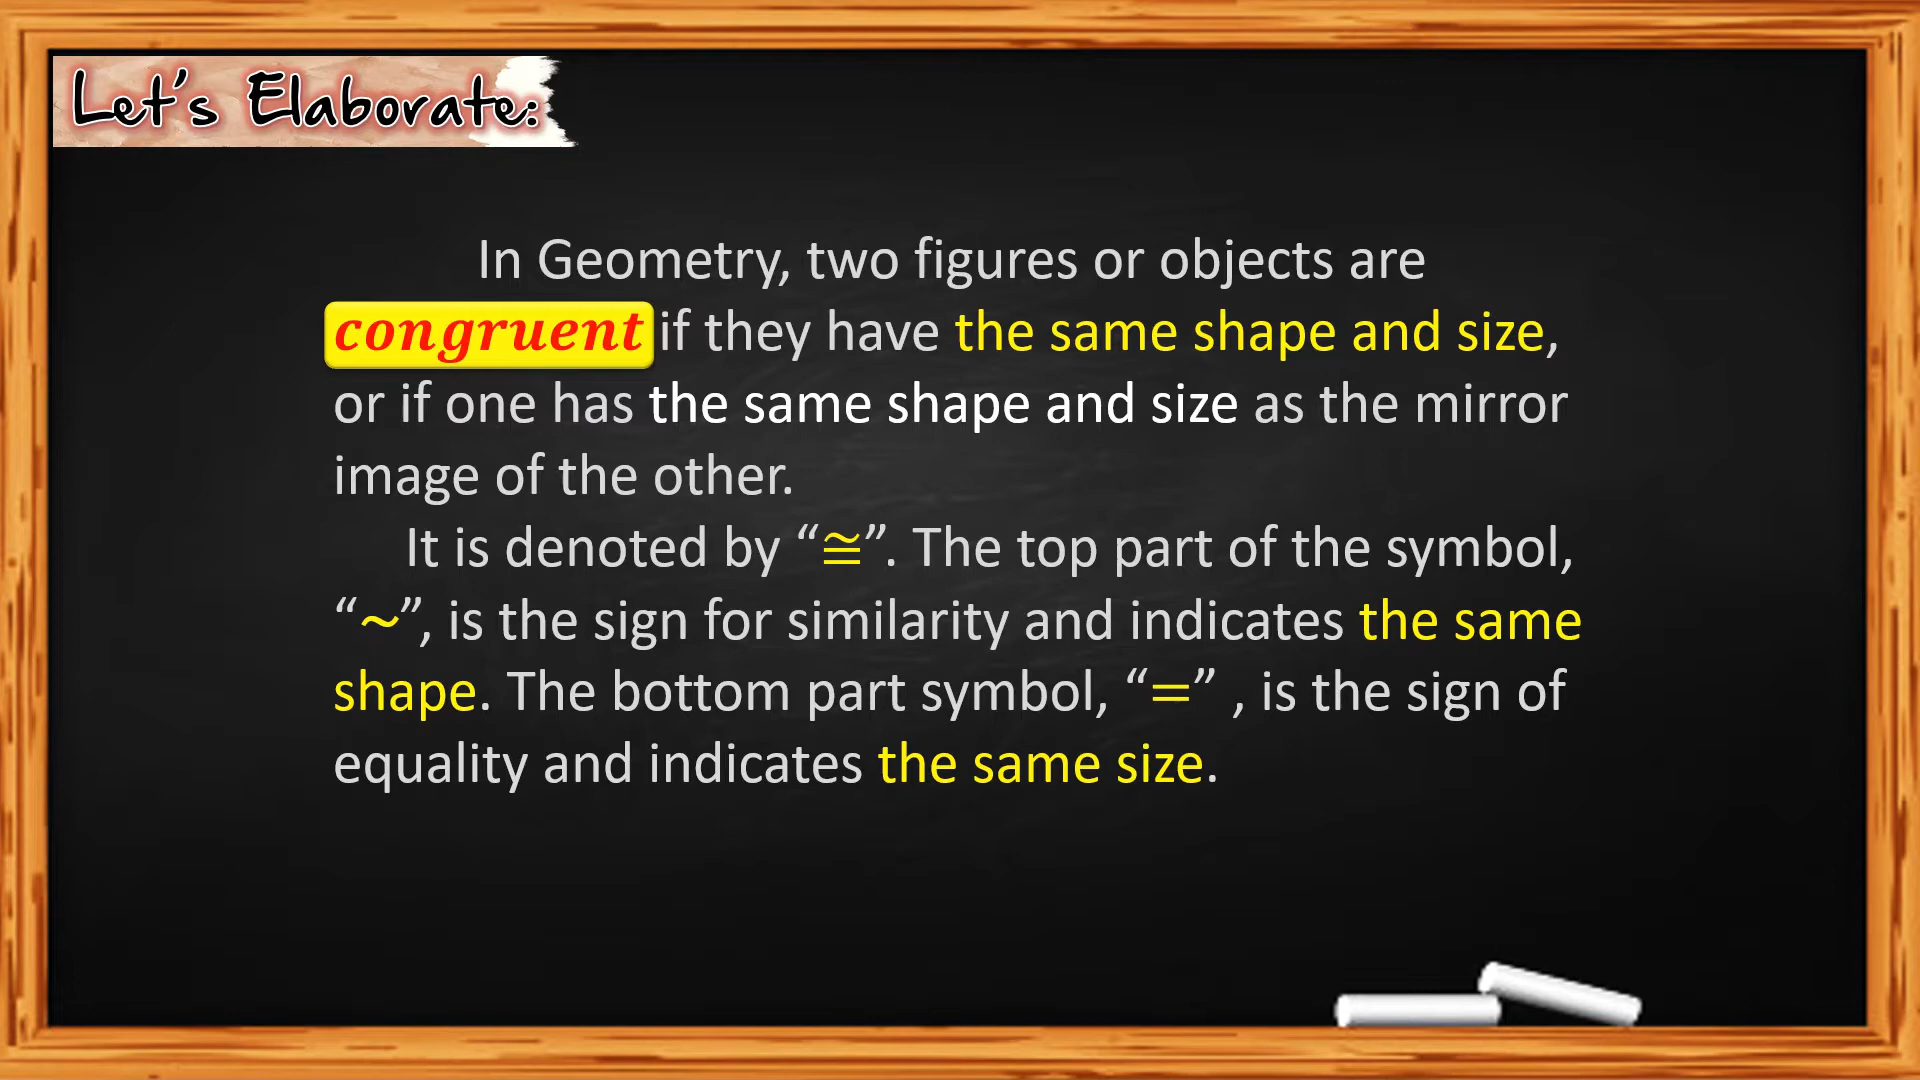 Let's Elaborate:
In Geometry, two figures or objects are
congruent if they have the same shape and size,
or if one has the same shape and size as the mirror
image of the other.
It is denoted by “≅”. The top part of the symbol,
“~”, is the sign for similarity and indicates the same
shape. The bottom part symbol, “=” , is the sign of
equality and indicates the same size.